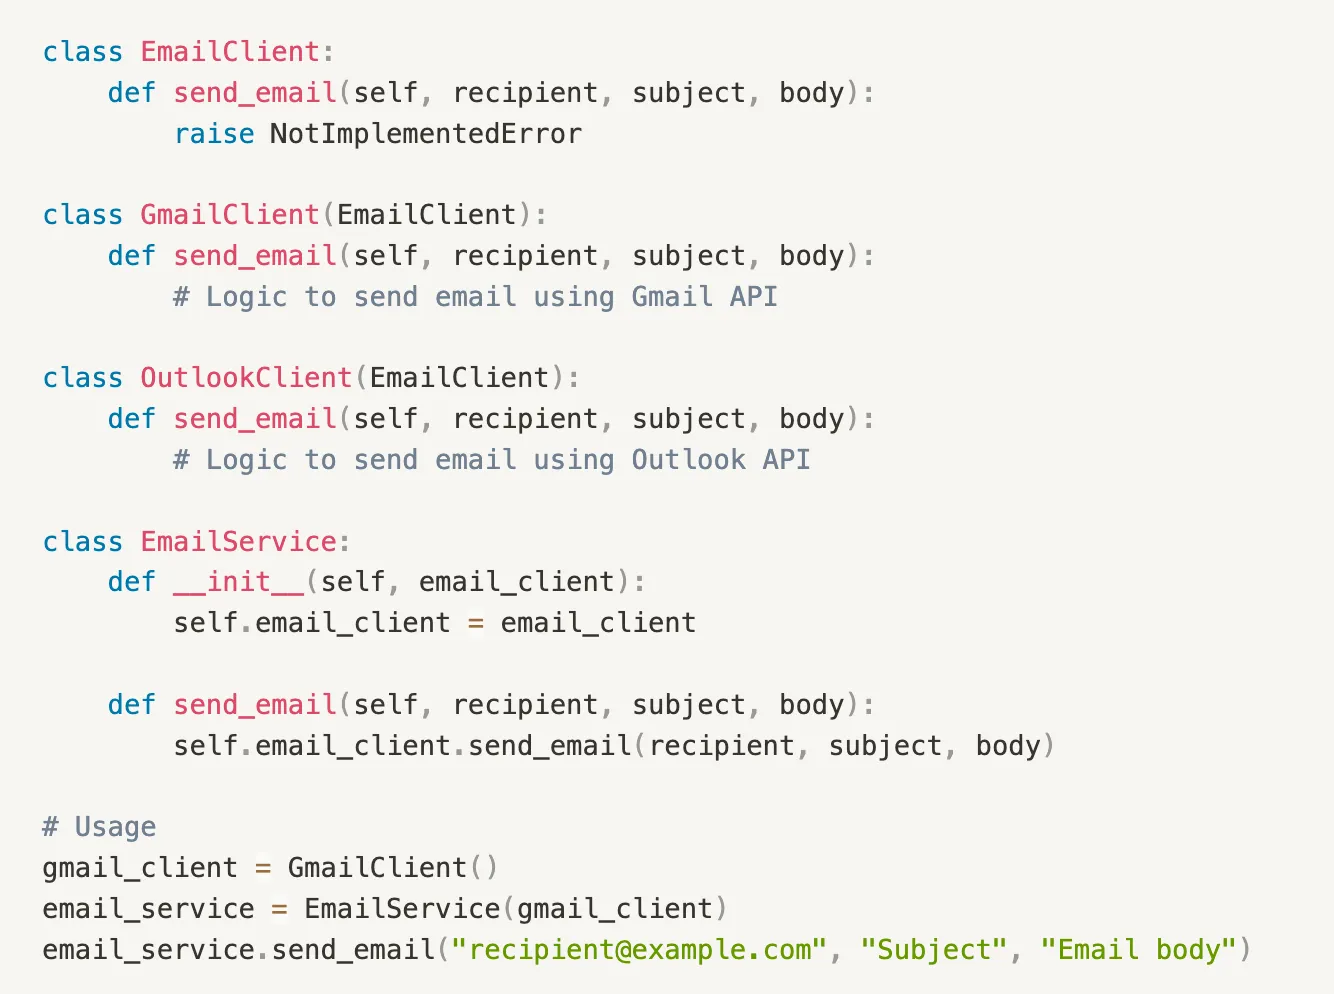 class EmailClient:
    def send_email(self, recipient, subject, body):
        raise NotImplementedError

class GmailClient(EmailClient):
    def send_email(self, recipient, subject, body):
        # Logic to send email using Gmail API

class OutlookClient(EmailClient):
    def send_email(self, recipient, subject, body):
        # Logic to send email using Outlook API

class EmailService:
    def __init__(self, email_client):
        self.email_client = email_client

    def send_email(self, recipient, subject, body):
        self.email_client.send_email(recipient, subject, body)

# Usage
gmail_client = GmailClient()
email_service = EmailService(gmail_client)
email_service.send_email("recipient@example.com", "Subject", "Email body")